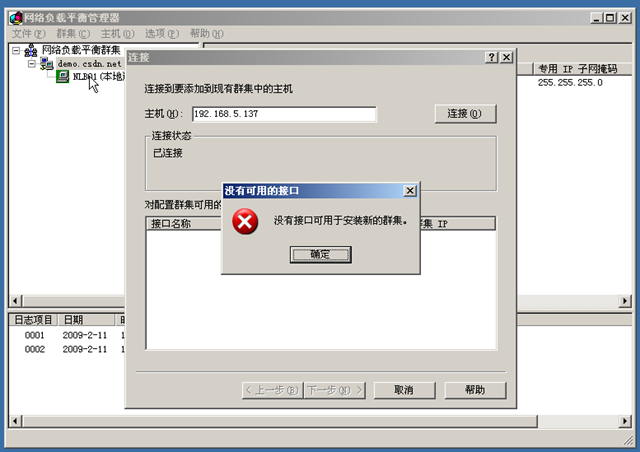 网络负载平衡管理器
文件(F) 群集(C) 主机(O) 选项(P) 帮助(H)
网络负载平衡群集
demo.csdn.net
NLB01(本地
专用 IP 子网掩码
255.255.255.0
连接
连接到要添加到现有群集中的主机
主机(H): 192.168.5.137 连接(O)
连接状态
已连接
对配置群集可用的
接口名称 群集 IP
没有可用的接口
没有接口可用于安装新的群集。
确定
日志项目 日期
0001 2009-2-11 1
0002 2009-2-11 1
< 上一步(B) 下一步(N) > 取消 帮助